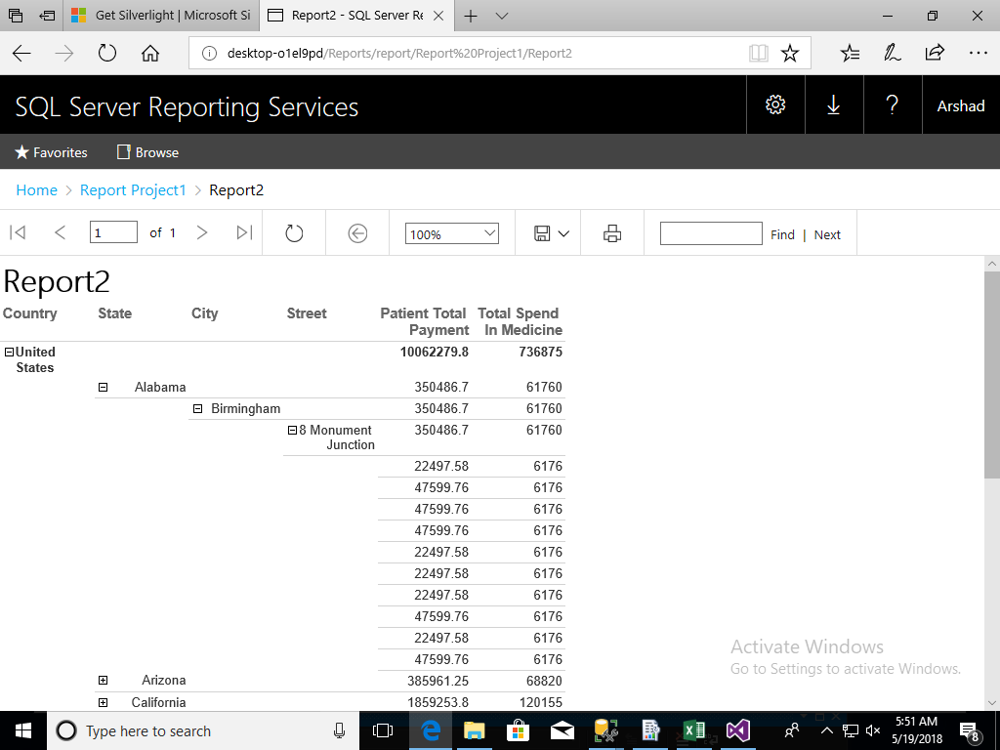 Get Silverlight | Microsoft Si
Report2 - SQL Server Re
desktop-o1el9pd/Reports/report/Report%20Project1/Report2
SQL Server Reporting Services
?
Arshad
Favorites
Browse
Home > Report Project1 > Report2
1 of 1
100%
Find | Next
Report2
Country State City Street Patient Total Payment Total Spend In Medicine
United States 10062279.8 736875
Alabama 350486.7 61760
Birmingham 350486.7 61760
8 Monument Junction 350486.7 61760
22497.58 6176
47599.76 6176
47599.76 6176
47599.76 6176
22497.58 6176
22497.58 6176
22497.58 6176
47599.76 6176
22497.58 6176
47599.76 6176
Arizona 385961.25 68820
California 1859253.8 120155
Activate Windows
Go to Settings to activate Windows.
Type here to search
5:51 AM
5/19/2018
8